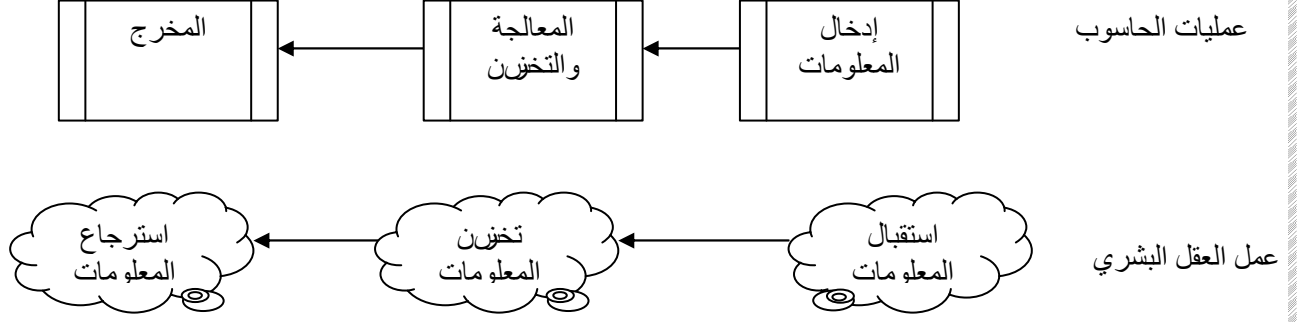 عمليات الحاسوب
إدخال
المعلومات
المعالجة
والتخزين
المخرج
عمل العقل البشري
استقبال
المعلومات
تخزين
المعلومات
استرجاع
المعلومات